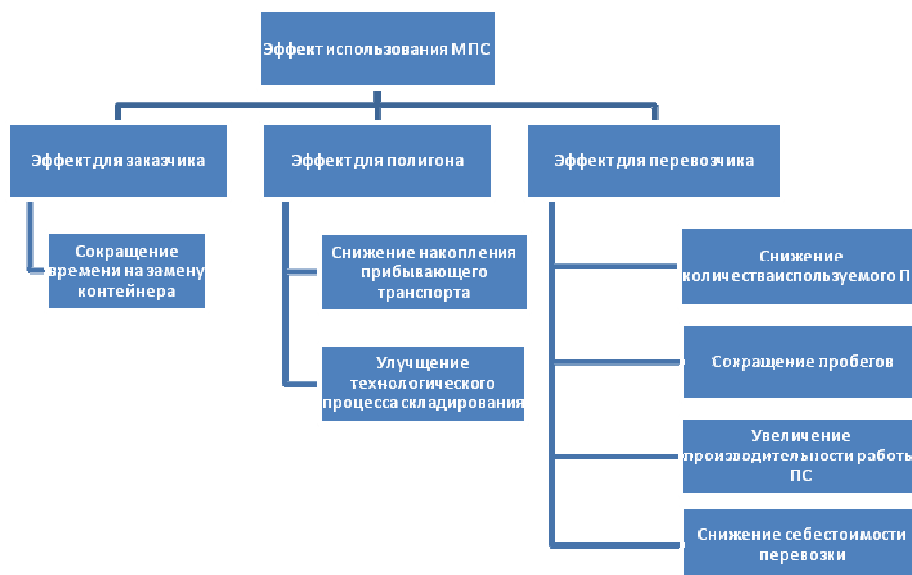 Эффект использования МПС
Эффект для заказчика
Эффект для полигона
Эффект для перевозчика
Сокращение
времени на замену
контейнера
Снижение накопления
прибывающего
транспорта
Улучщение
технологического
процесса складирования
Снижение
количестваиспользуемого П
Сокращение пробегов
Увеличение
производительности работы
ПС
Снижение себестоимости
перевозки